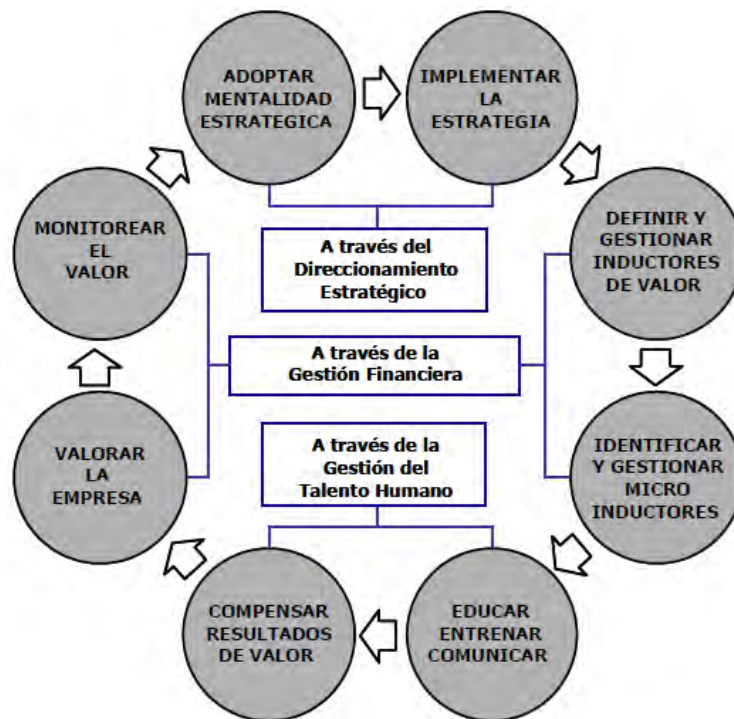 ADOPTAR
MENTALIDAD
ESTRATEGICA
IMPLEMENTAR
LA
ESTRATEGIA
DEFINIR Y
GESTIONAR
INDUCTORES
DE VALOR
IDENTIFICAR
Y GESTIONAR
MICRO
INDUCTORES
EDUCAR
ENTRENAR
COMUNICAR
COMPENSAR
RESULTADOS
DE VALOR
VALORAR
LA
EMPRESA
MONITOREAR
EL
VALOR
A través del
Direccionamiento
Estratégico
A través de la
Gestión Financiera
A través de la
Gestión del
Talento Humano